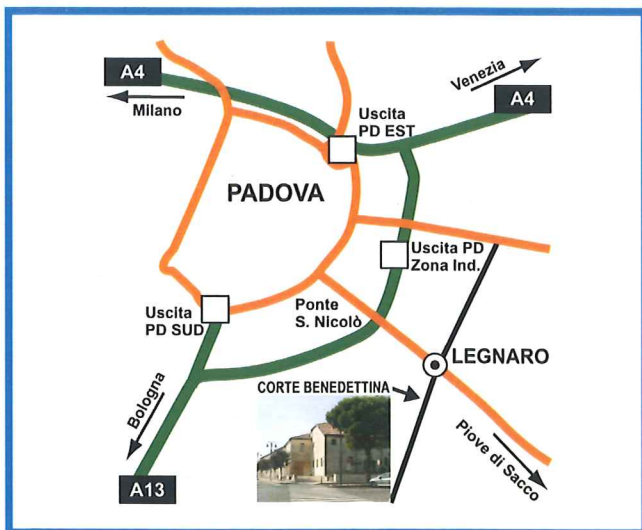 A4
Milano
Venezia
A4
Uscita
PD EST
PADOVA
Uscita PD
Zona Ind.
Uscita
PD SUD
Ponte
S. Nicolò
LEGNARO
CORTE BENEDETTINA
Bologna
Piove di Sacco
A13